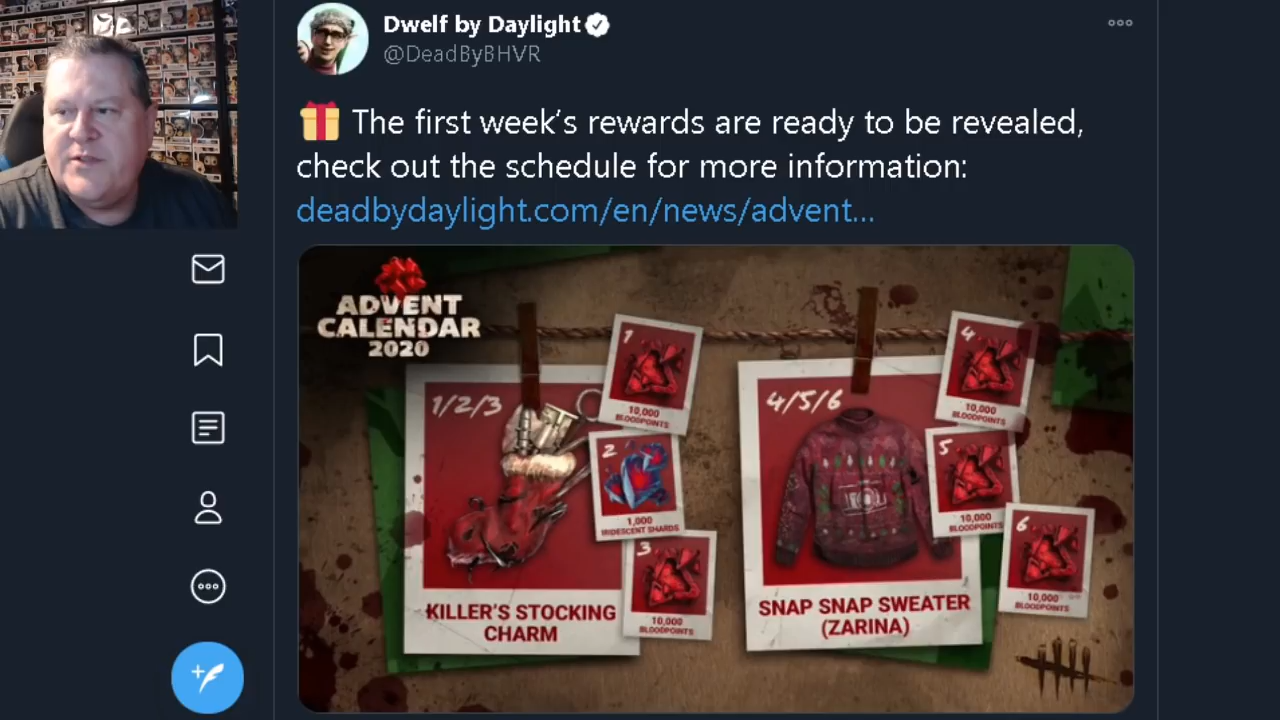 Dwelf by Daylight
@DeadByBHVR
The first week's rewards are ready to be revealed,
check out the schedule for more information:
deadbydaylight.com/en/news/advent...
ADVENT
CALENDAR
2020
1/2/3
1
10,000
BLOODPOINTS
2
1,000
IRIDESCENT SHARDS
3
10,000
BLOODPOINTS
KILLER'S STOCKING
CHARM
4/5/6
4
10,000
BLOODPOINTS
5
10,000
BLOODPOINTS
6
10,000
BLOODPOINTS
SNAP SNAP SWEATER
(ZARINA)